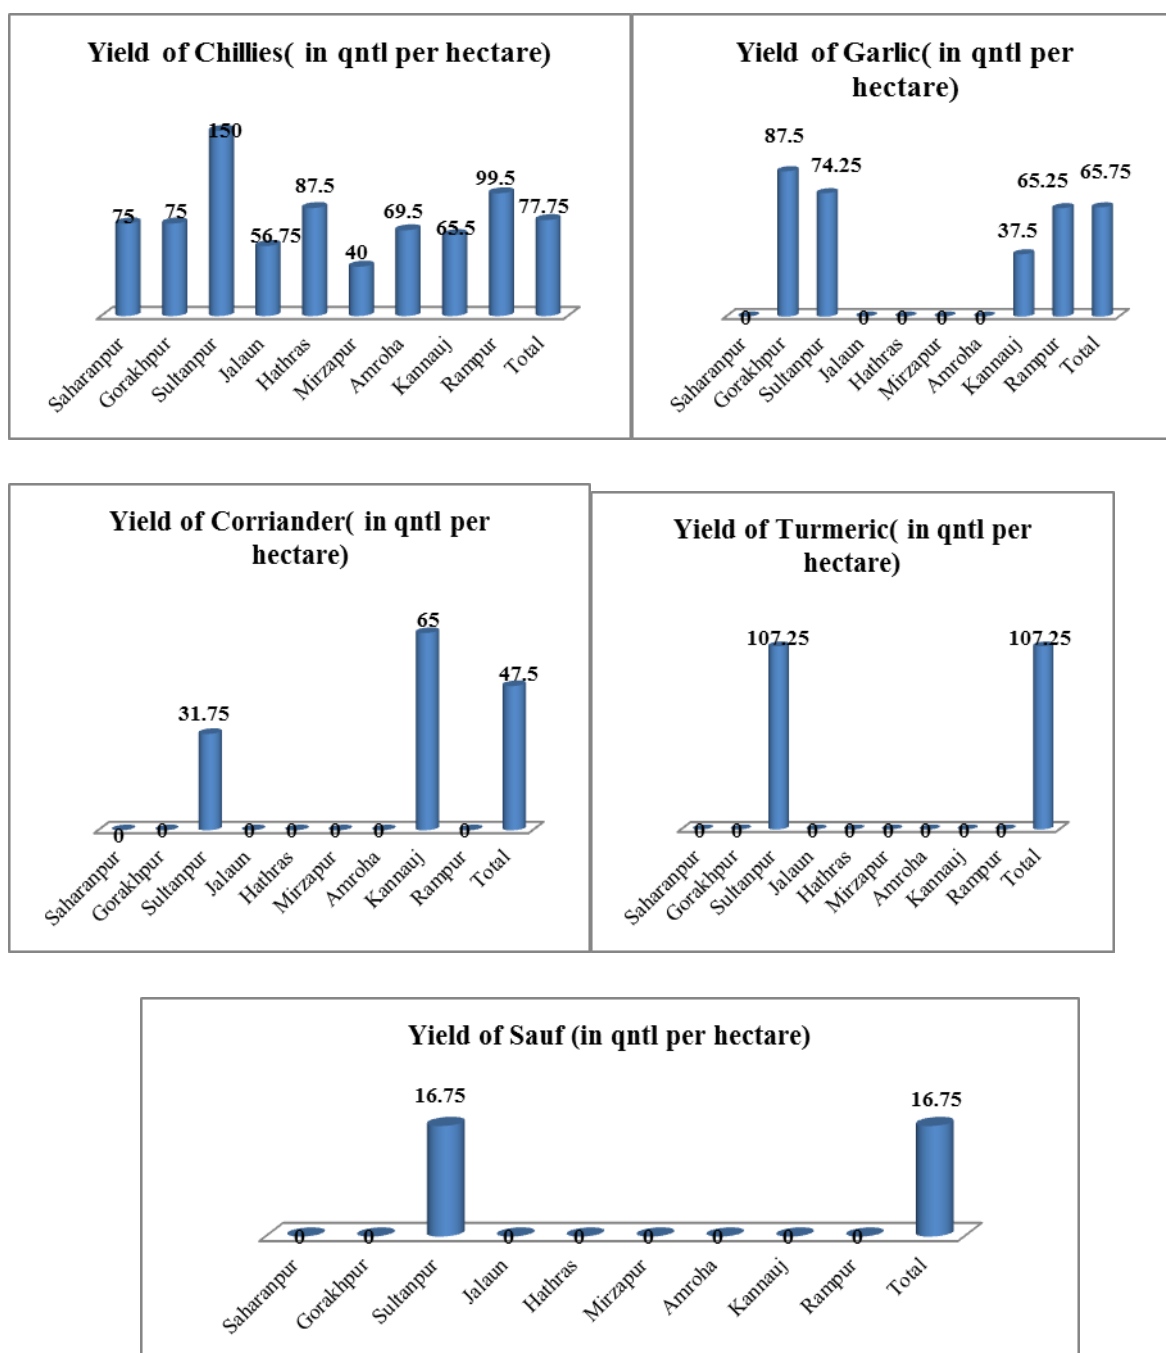 Yield of Chillies( in qntl per hectare)
150
99.5
87.5
77.75
75
75
69.5
65.5
56.75
40
Saharanpur
Gorakhpur
Sultanpur
Jalaun
Hathras
Mirzapur
Amroha
Kannauj
Rampur
Total
Yield of Garlic( in qntl per
hectare)
87.5
74.25
65.25
65.75
37.5
0
0
0
0
0
Saharanpur
Gorakhpur
Sultanpur
Jalaun
Hathras
Mirzapur
Amroha
Kannauj
Rampur
Total
Yield of Corriander( in qntl per
hectare)
65
47.5
31.75
0
0
0
0
0
0
0
Saharanpur
Gorakhpur
Sultanpur
Jalaun
Hathras
Mirzapur
Amroha
Kannauj
Rampur
Total
Yield of Turmeric( in qntl per
hectare)
107.25
107.25
0
0
0
0
0
0
0
0
Saharanpur
Gorakhpur
Sultanpur
Jalaun
Hathras
Mirzapur
Amroha
Kannauj
Rampur
Total
Yield of Sauf (in qntl per hectare)
16.75
16.75
0
0
0
0
0
0
0
0
Saharanpur
Gorakhpur
Sultanpur
Jalaun
Hathras
Mirzapur
Amroha
Kannauj
Rampur
Total